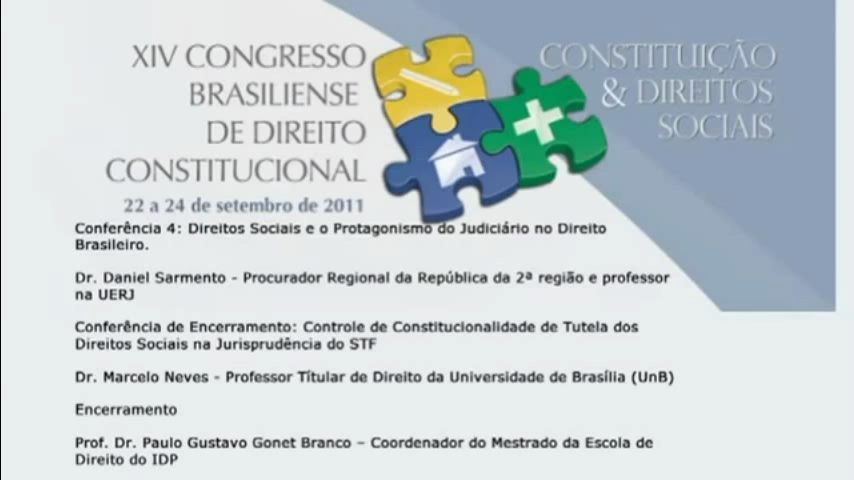 XIV CONGRESSO
BRASILIENSE
DE DIREITO
CONSTITUCIONAL
22 a 24 de setembro de 2011
CONSTITUIÇÃO
& DIREITOS
SOCIAIS
Conferência 4: Direitos Sociais e o Protagonismo do Judiciário no Direito
Brasileiro.
Dr. Daniel Sarmento - Procurador Regional da República da 2ª região e professor
na UERJ
Conferência de Encerramento: Controle de Constitucionalidade de Tutela dos
Direitos Sociais na Jurisprudência do STF
Dr. Marcelo Neves - Professor Títular de Direito da Universidade de Brasília (UnB)
Encerramento
Prof. Dr. Paulo Gustavo Gonet Branco – Coordenador do Mestrado da Escola de
Direito do IDP